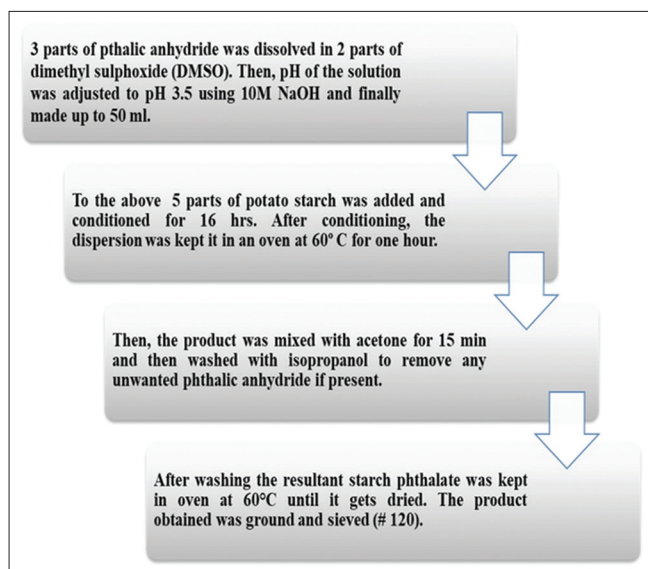 3 parts of pthalic anhydride was dissolved in 2 parts of
dimethyl sulphoxide (DMSO). Then, pH of the solution
was adjusted to pH 3.5 using 10M NaOH and finally
made up to 50 ml.
To the above 5 parts of potato starch was added and
conditioned for 16 hrs. After conditioning, the
dispersion was kept it in an oven at 60° C for one hour.
Then, the product was mixed with acetone for 15 min
and then washed with isopropanol to remove any
unwanted phthalic anhydride if present.
After washing the resultant starch phthalate was kept
in oven at 60°C until it gets dried. The product
obtained was ground and sieved (# 120).